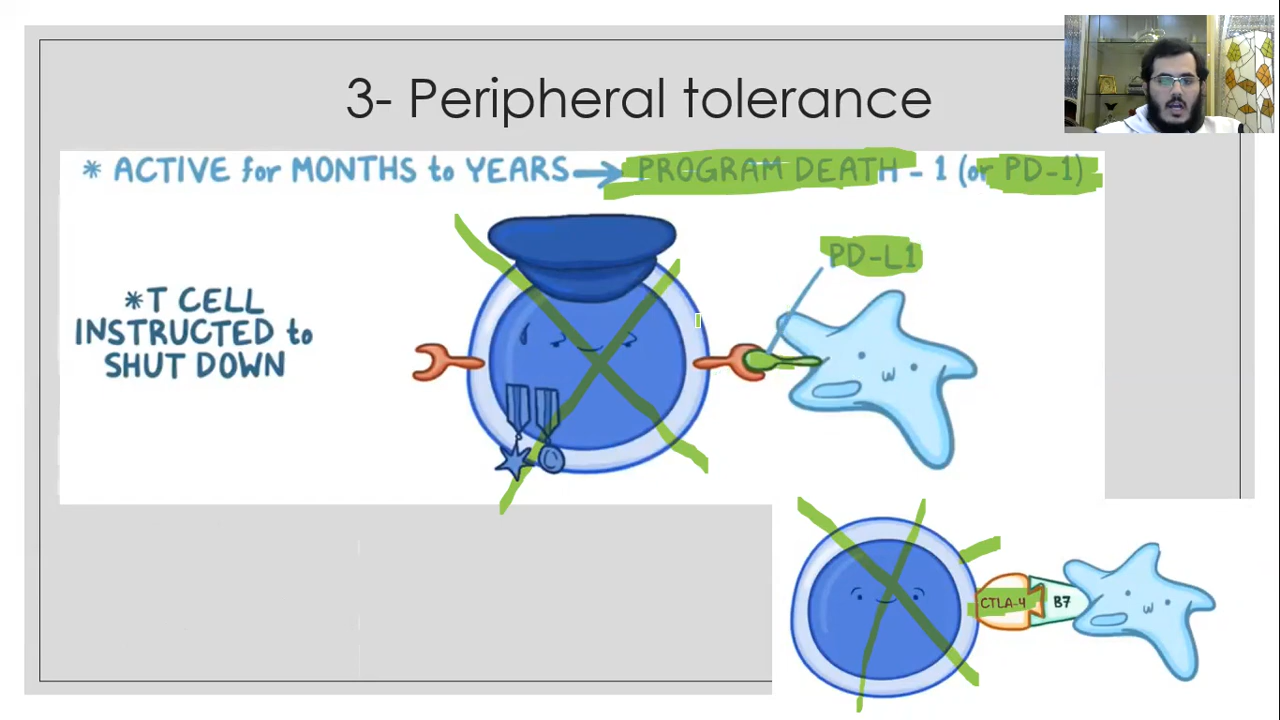 3- Peripheral tolerance
* ACTIVE for MONTHS to YEARS → PROGRAM DEATH - 1 (or PD-1)
PD-L1
* T CELL
INSTRUCTED to
SHUT DOWN
CTLA-4
B7